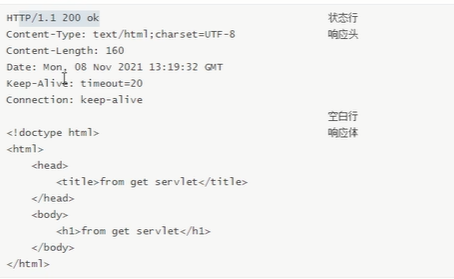 HTTP/1.1 200 ok 状态行
Content-Type: text/html;charset=UTF-8 响应头
Content-Length: 160
Date: Mon, 08 Nov 2021 13:19:32 GMT
Keep-Alive: timeout=20
Connection: keep-alive
空白行
<!doctype html> 响应体
<html>
    <head>
        <title>from get servlet</title>
    </head>
    <body>
        <h1>from get servlet</h1>
    </body>
</html>